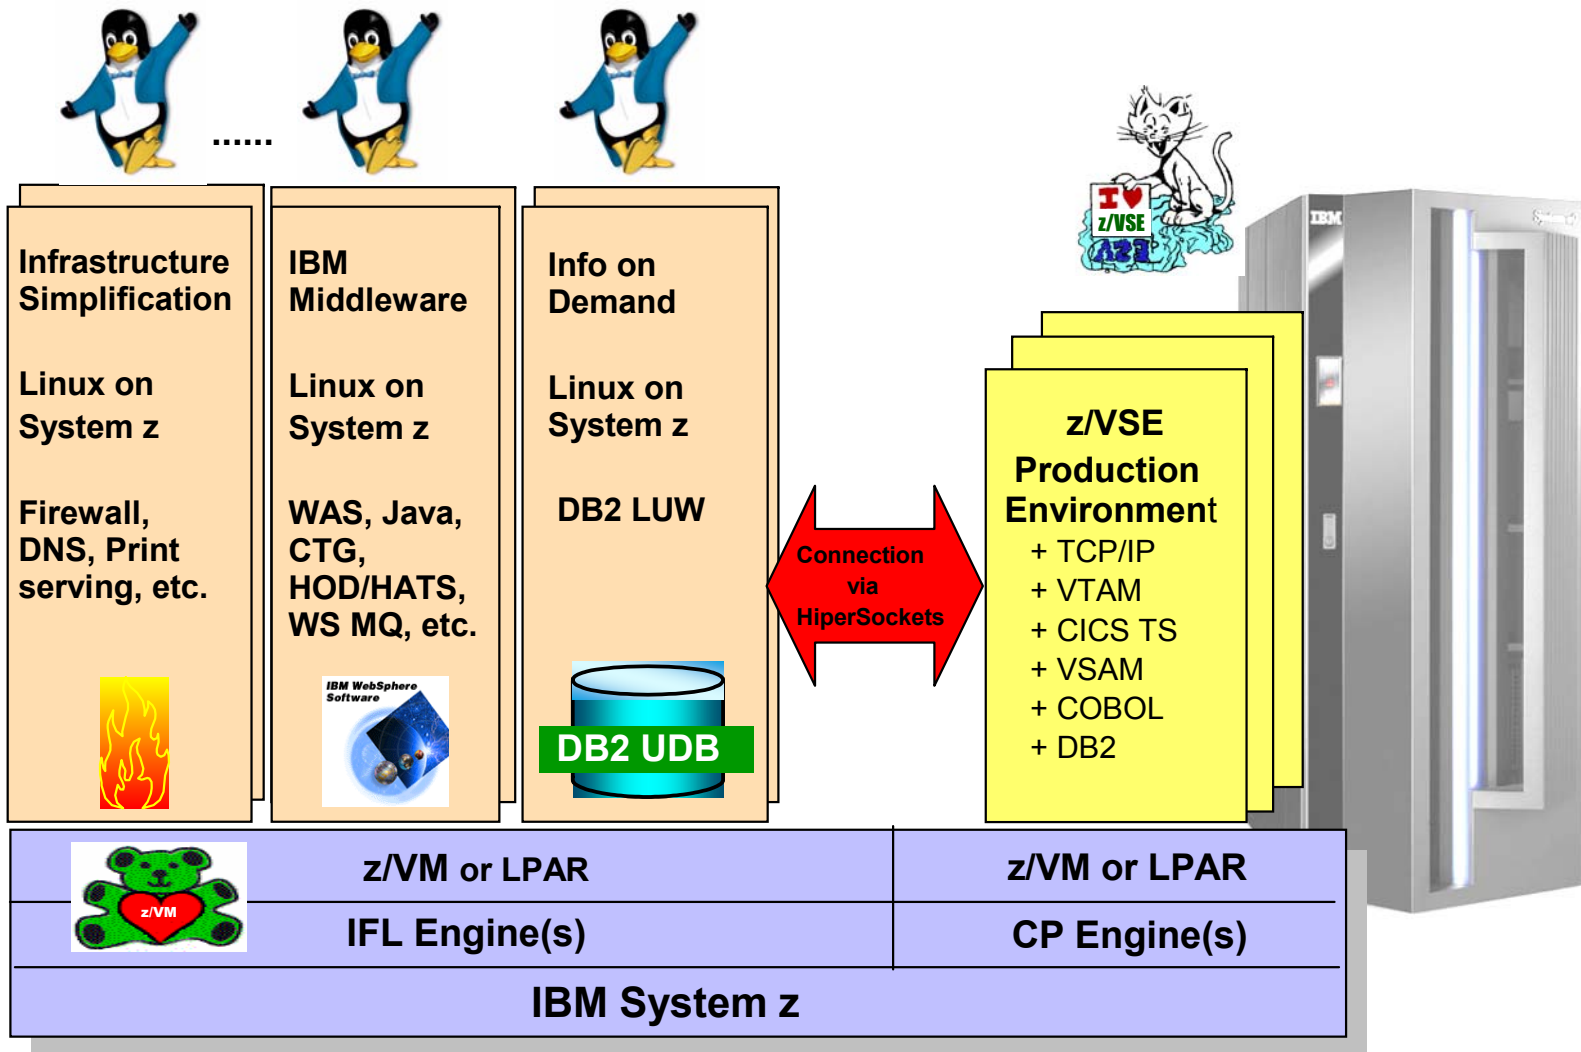 ......
Infrastructure
Simplification
Linux on
System z
Firewall,
DNS, Print
serving, etc.
IBM
Middleware
Linux on
System z
WAS, Java,
CTG,
HOD/HATS,
WS MQ, etc.
IBM WebSphere
Software
Info on
Demand
Linux on
System z
DB2 LUW
DB2 UDB
Connection
via
HiperSockets
I ♥
z/VSE
z/VSE
Production
Environment
+ TCP/IP
+ VTAM
+ CICS TS
+ VSAM
+ COBOL
+ DB2
IBM
z/VM
z/VM or LPAR
z/VM or LPAR
IFL Engine(s)
CP Engine(s)
IBM System z